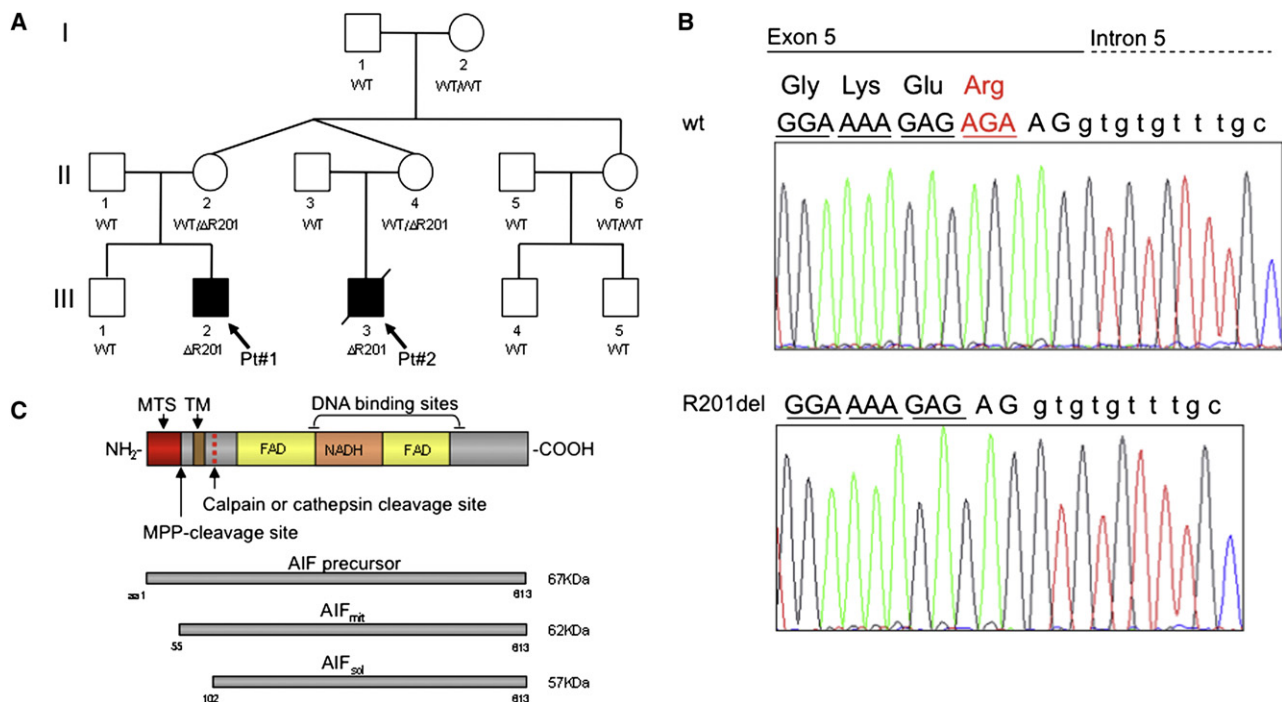 A
I
1
2
WT
WT/WT
II
1
2
3
4
5
6
WT
WT/ΔR201
WT
WT/ΔR201
WT
WT/WT
III
1
2
3
4
5
WT
ΔR201
ΔR201
WT
WT
Pt#1
Pt#2
B
Exon 5
Intron 5
Gly Lys Glu Arg
wt GGA AAA GAG AGA A G g t g t g t t t g c
R201del GGA AAA GAG A G g t g t g t t t g c
C
MTS TM DNA binding sites
NH2- FAD NADH FAD -COOH
Calpain or cathepsin cleavage site
MPP-cleavage site
AIF precursor
67KDa
aa1 613
AIFmit
62KDa
55 613
AIFsol
57KDa
102 613